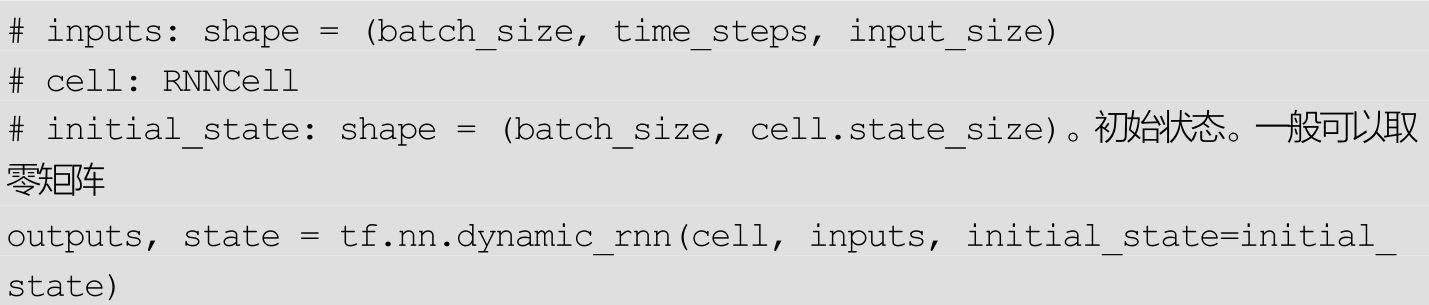 # inputs: shape = (batch_size, time_steps, input_size)
# cell: RNNCell
# initial_state: shape = (batch_size, cell.state_size)。初始状态。一般可以取
零矩阵
outputs, state = tf.nn.dynamic_rnn(cell, inputs, initial_state=initial_
state)